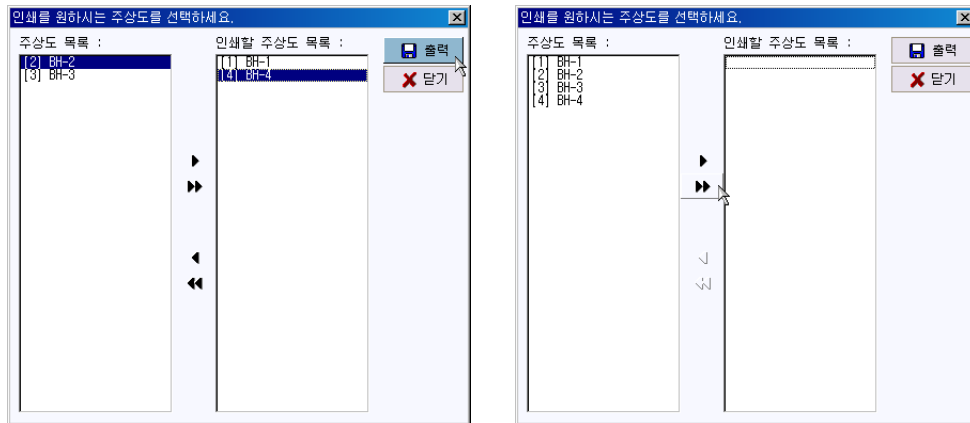 인쇄를 원하시는 주상도를 선택하세요.
주상도 목록 :
[2] BH-2
[3] BH-3
인쇄할 주상도 목록 :
[1] BH-1
[4] BH-4
출력
닫기
인쇄를 원하시는 주상도를 선택하세요.
주상도 목록 :
[1] BH-1
[2] BH-2
[3] BH-3
[4] BH-4
인쇄할 주상도 목록 :
출력
닫기